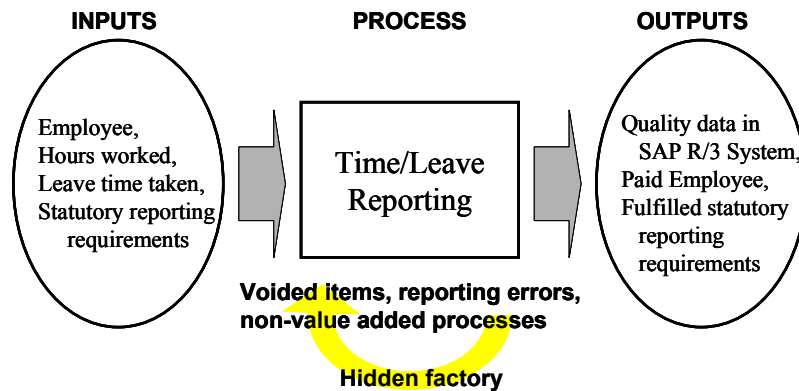 INPUTS
PROCESS
OUTPUTS
Employee,
Hours worked,
Leave time taken,
Statutory reporting
requirements
Time/Leave
Reporting
Quality data in
SAP R/3 System,
Paid Employee,
Fulfilled statutory
reporting
requirements
Voided items, reporting errors,
non-value added processes
Hidden factory